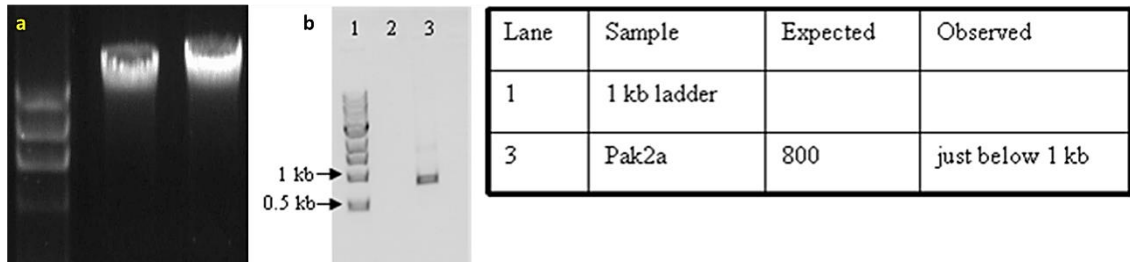 a
b
1 2 3
1 kb
0.5 kb
Lane Sample Expected Observed
1 1 kb ladder
3 Pak2a 800 just below 1 kb